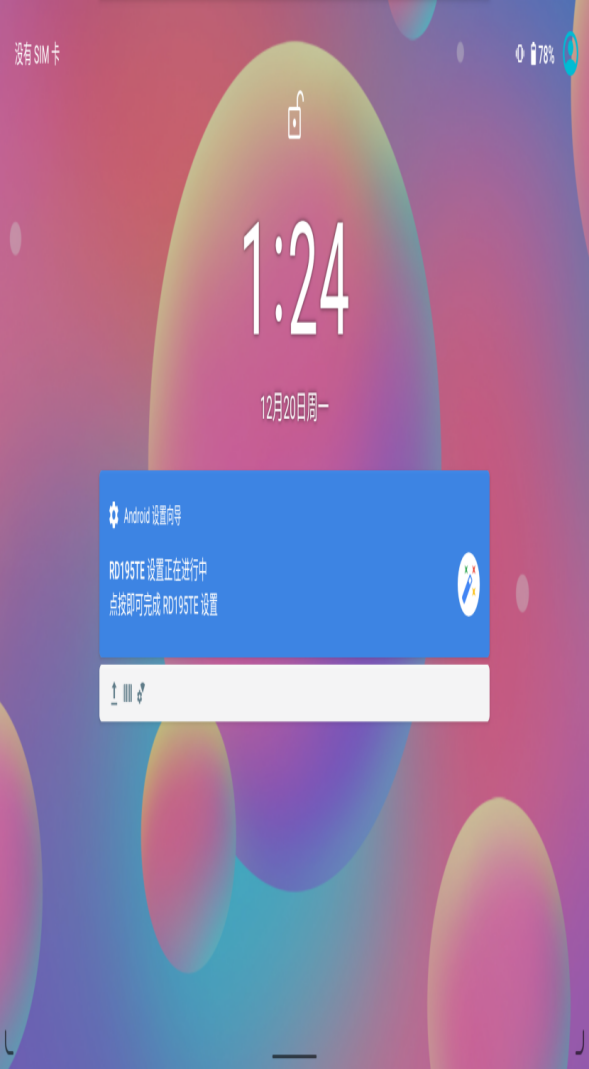 没有 SIM 卡
78%
1:24
12月20日周一
Android 设置向导
RD195TE 设置正在进行中
点按即可完成 RD195TE 设置